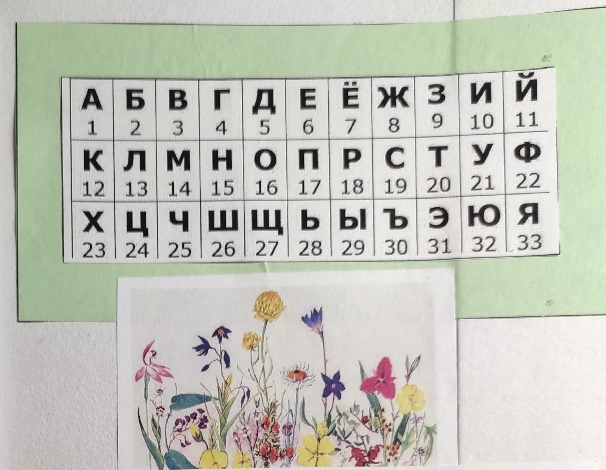 А Б В Г Д Е Ё Ж З И Й
1 2 3 4 5 6 7 8 9 10 11
К Л М Н О П Р С Т У Ф
12 13 14 15 16 17 18 19 20 21 22
Х Ц Ч Ш Щ Ь Ы Ъ Э Ю Я
23 24 25 26 27 28 29 30 31 32 33